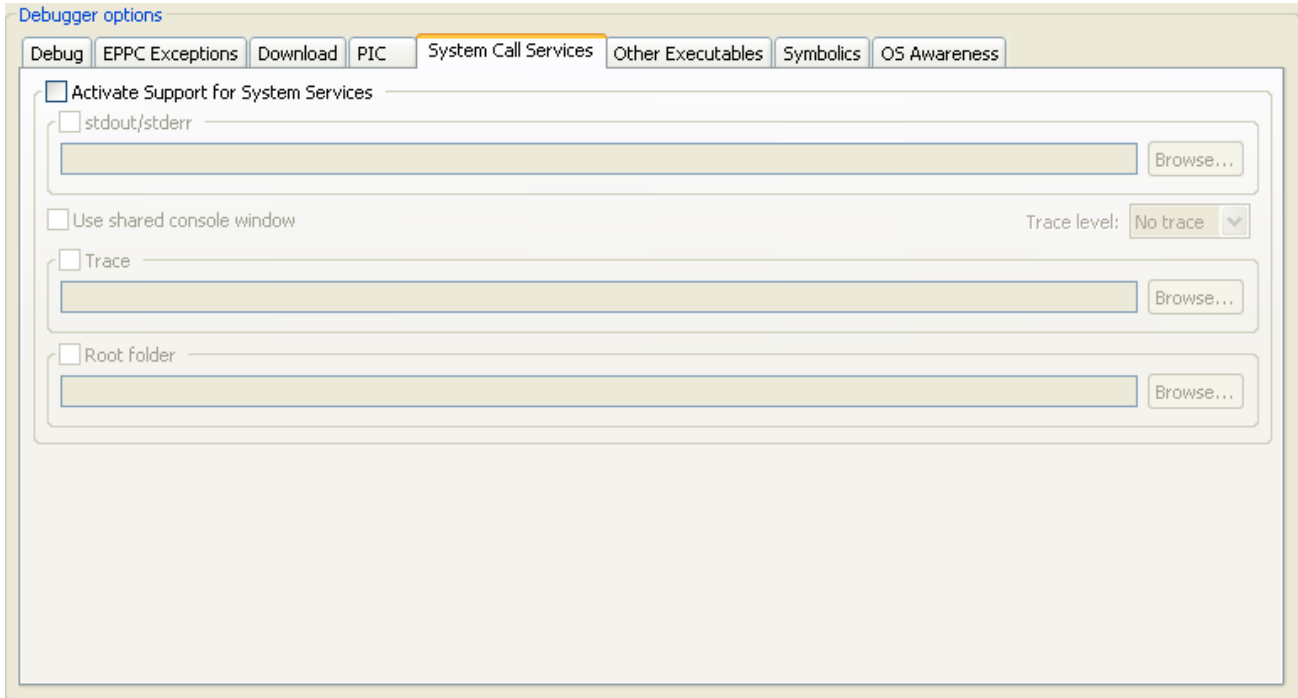 Debugger options
Debug EPPC Exceptions Download PIC System Call Services Other Executables Symbolics OS Awareness
Activate Support for System Services
stdout/stderr
Browse...
Use shared console window Trace level: No trace
Trace
Browse...
Root folder
Browse...